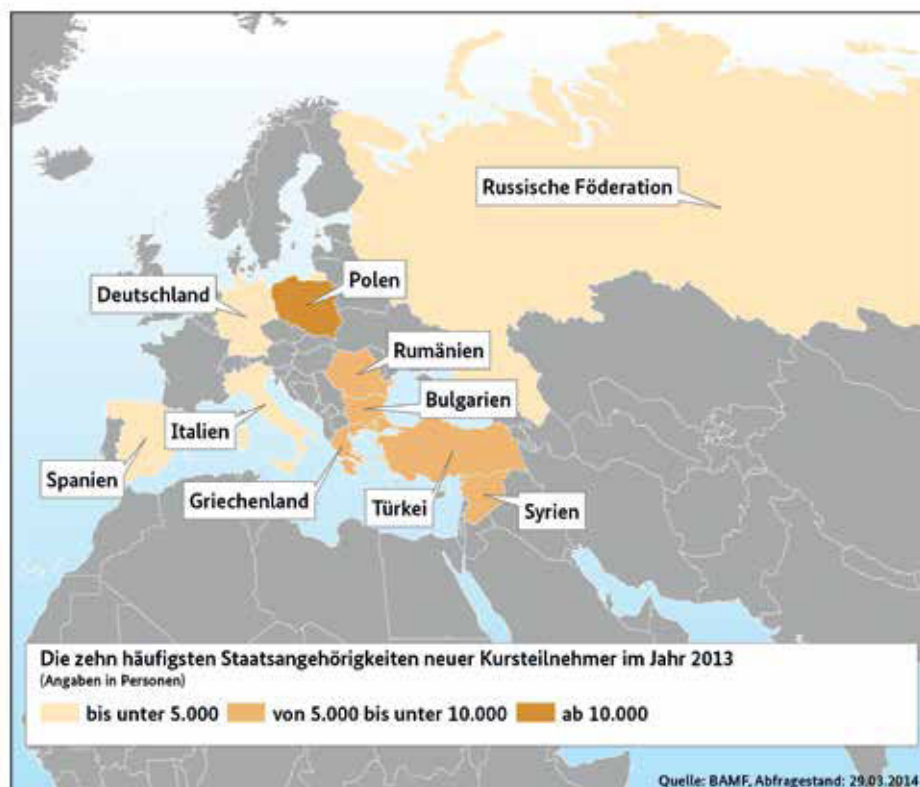 Russische Föderation
Polen
Deutschland
Rumänien
Bulgarien
Italien
Spanien
Griechenland
Türkei
Syrien
Die zehn häufigsten Staatsangehörigkeiten neuer Kursteilnehmer im Jahr 2013
(Angaben in Personen)
bis unter 5.000 von 5.000 bis unter 10.000 ab 10.000
Quelle: BAMF, Abfragestand: 29.03.2014